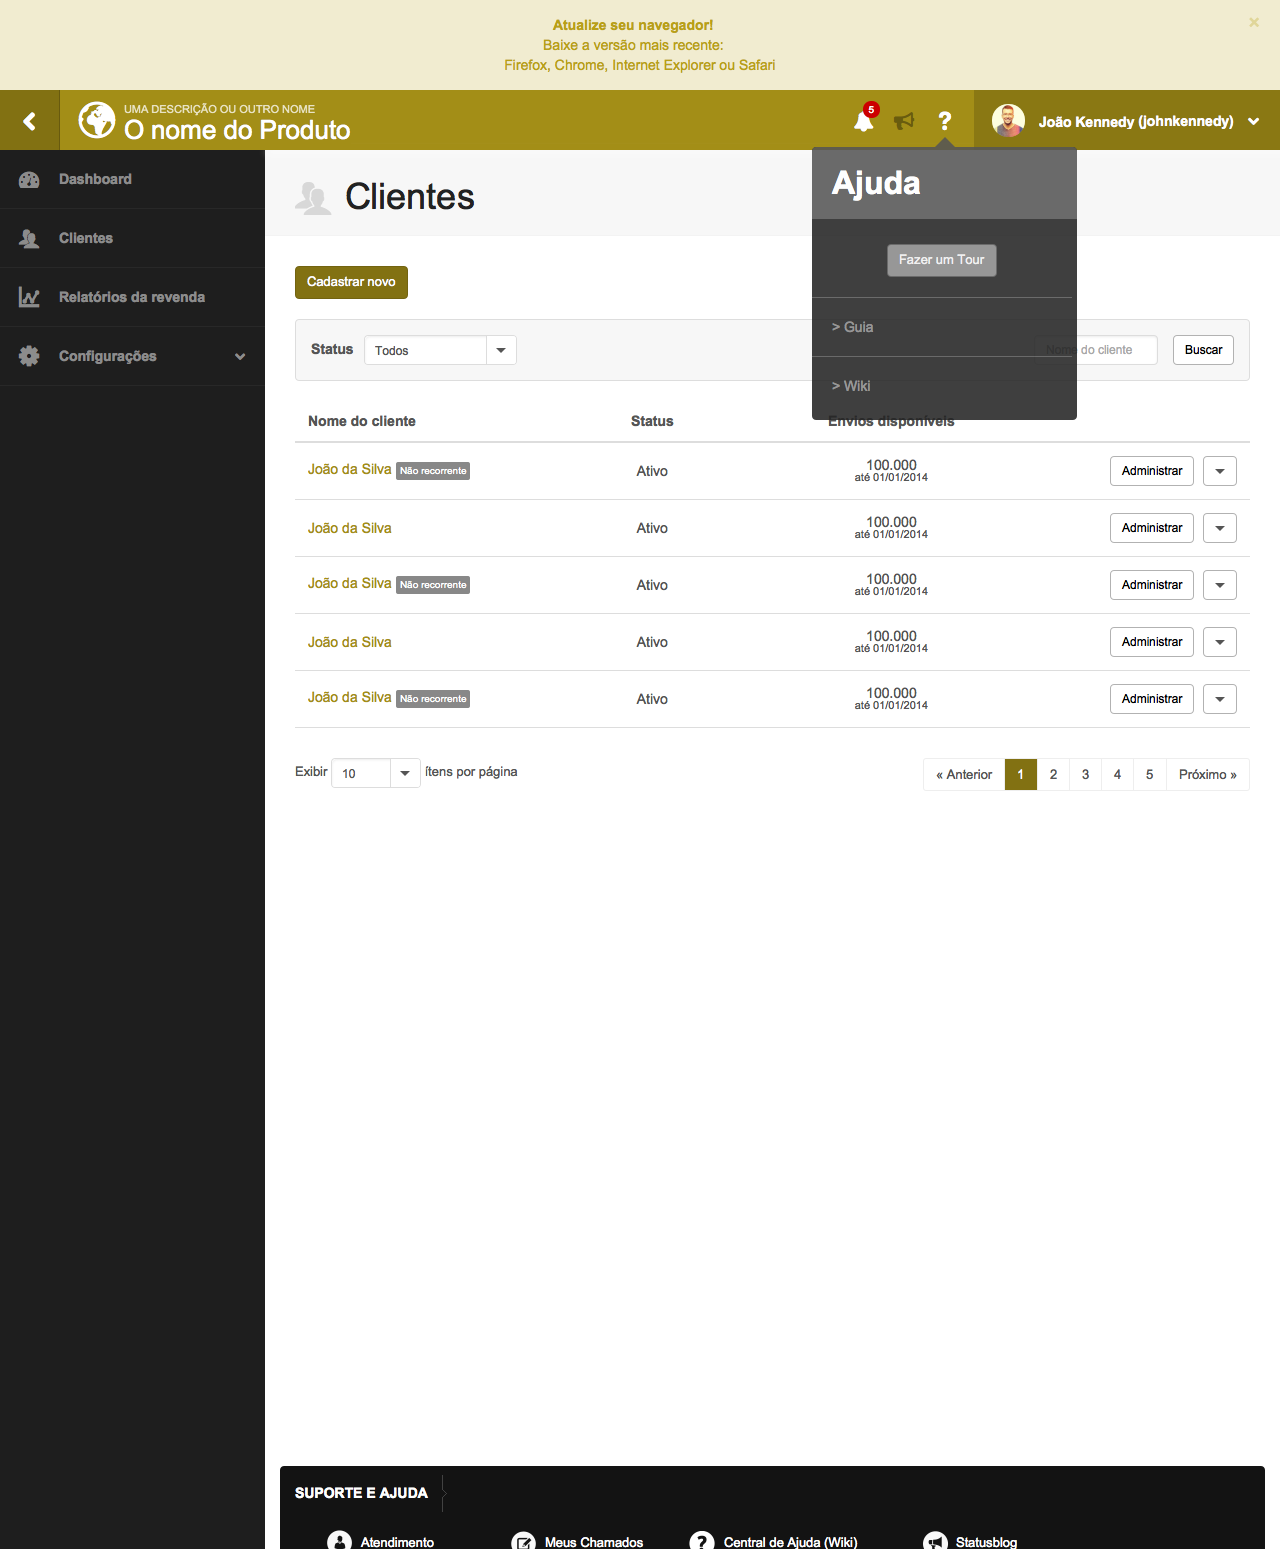 Atualize seu navegador!
×
Baixe a versão mais recente:
Firefox, Chrome, Internet Explorer ou Safari
UMA DESCRIÇÃO OU OUTRO NOME
O nome do Produto
5
?
João Kennedy (johnkennedy)
Dashboard
Clientes
Relatórios da revenda
Configurações
Clientes
Ajuda
Fazer um Tour
> Guia
> Wiki
Cadastrar novo
Status
Todos
Nome do cliente
Buscar
Nome do cliente Status Envios disponíveis
João da Silva Não recorrente Ativo 100.000 Administrar
até 01/01/2014
João da Silva Ativo 100.000 Administrar
até 01/01/2014
João da Silva Não recorrente Ativo 100.000 Administrar
até 01/01/2014
João da Silva Ativo 100.000 Administrar
até 01/01/2014
João da Silva Não recorrente Ativo 100.000 Administrar
até 01/01/2014
Exibir 10 ítens por página
« Anterior 1 2 3 4 5 Próximo »
SUPORTE E AJUDA
Atendimento Meus Chamados ? Central de Ajuda (Wiki) Statusblog